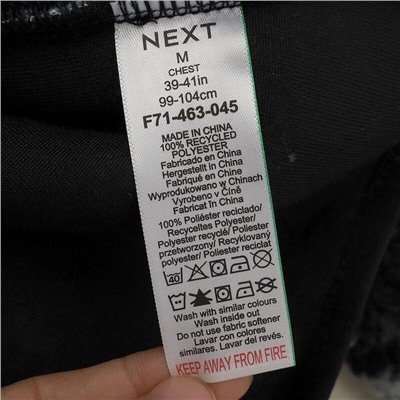 NEXT
M
CHEST
39-41in
99-104cm
F71-463-045
MADE IN CHINA
100% RECYCLED
POLYESTER
Fabricado en China
Hergestellt in China
Fabriqué en China
Wyprodukowano w Chinach
Vyrobeno v Číně
Fabricat în China
100% Poliéster reciclado/
Recyceltes Polyester/
Polyester recyclé/ Poliester
przetworzony/ Recyklovaný
polyester/ Poliester reciclat
40
Wash with similar colours
Wash inside out
Do not use fabric softener
Lavar con colores
similares. Lavar del revés.
KEEP AWAY FROM FIRE